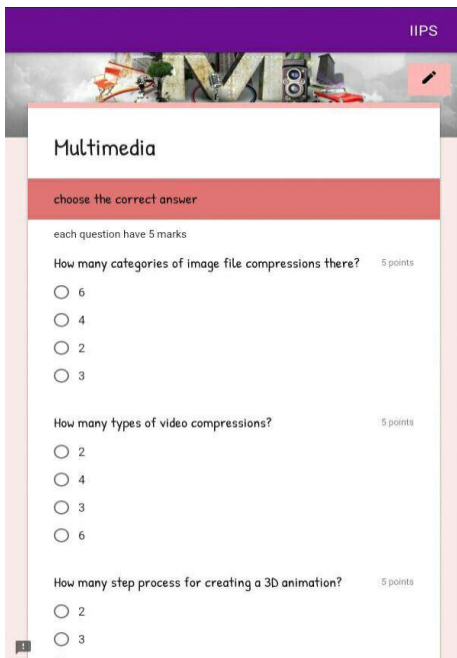 IIPS
Multimedia
choose the correct answer
each question have 5 marks
How many categories of image file compressions there? 5 points
6
4
2
3
How many types of video compressions? 5 points
2
4
3
6
How many step process for creating a 3D animation? 5 points
2
3